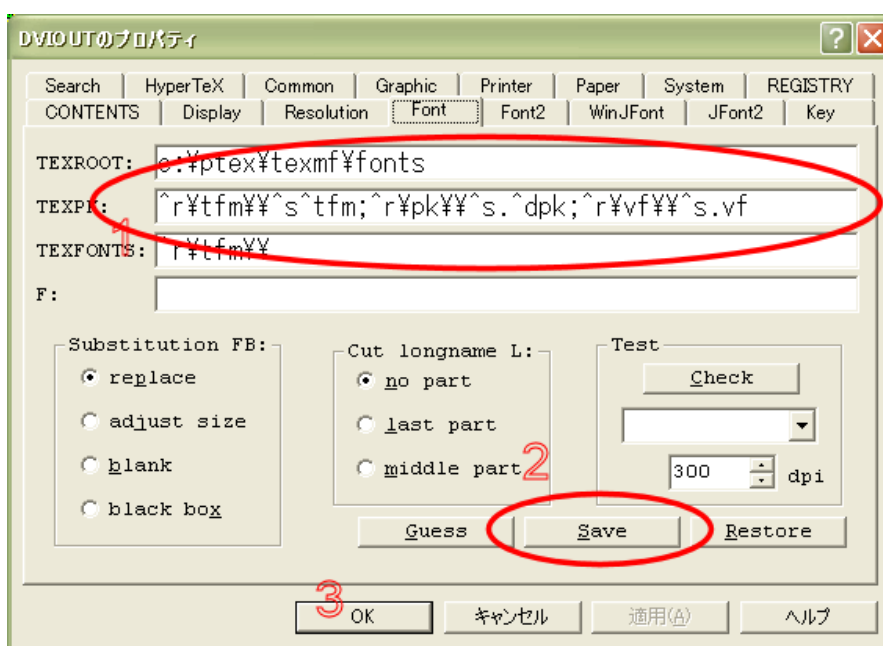 DVIOUTのプロパティ
Search HyperTeX Common Graphic Printer Paper System REGISTRY
CONTENTS Display Resolution Font Font2 WinJFont JFont2 Key
TEXROOT: c:¥ptex¥texmf¥fonts
TEXPK: ^r¥tfm¥¥^s^tfm;^r¥pk¥¥^s.^dpk;^r¥vf¥¥^s.vf
1
TEXFONTS: ^r¥tfm¥¥
F:
Substitution FB: Cut longname L: Test
replace no part Check
adjust size last part
blank middle part 2 300 dpi
black box
Guess Save Restore
3
OK キャンセル 適用(A) ヘルプ